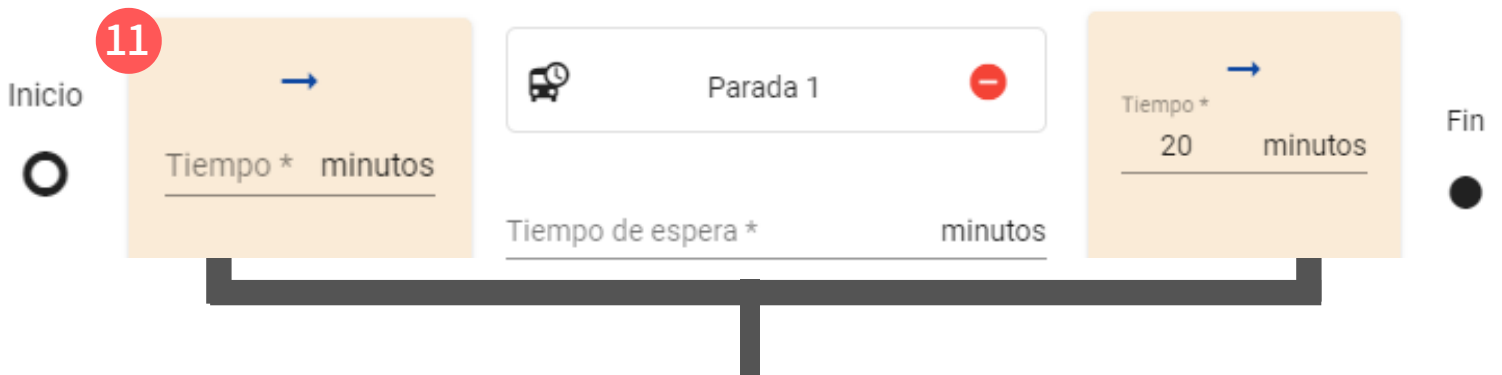 11
Inicio
Tiempo * minutos
Parada 1
Tiempo de espera * minutos
Tiempo *
20 minutos
Fin